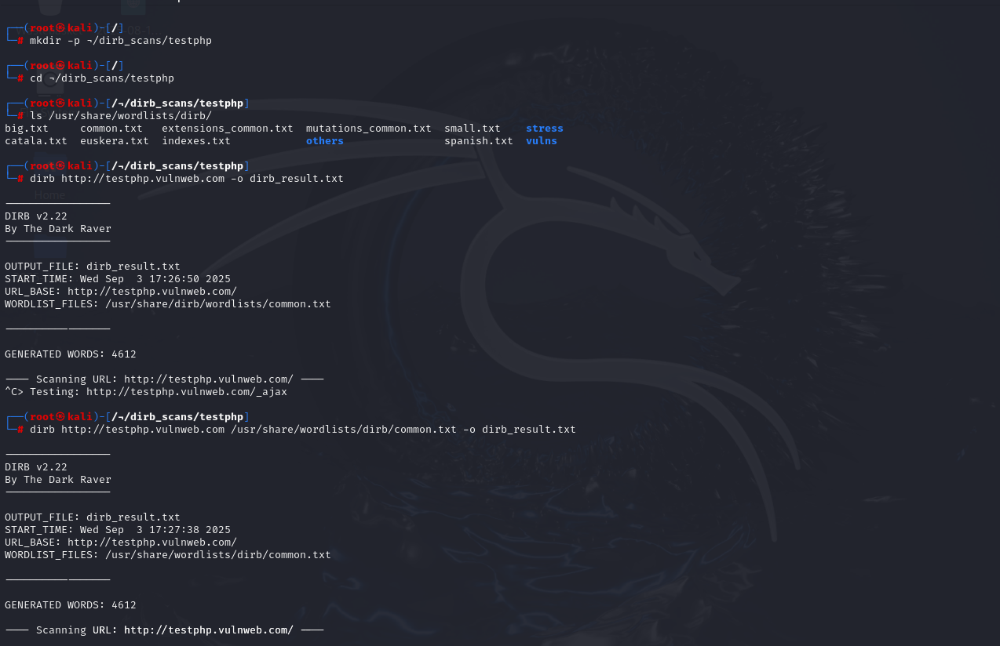 ┌──(root㉿kali)-[/]
└─# mkdir -p ¬/dirb_scans/testphp
┌──(root㉿kali)-[/]
└─# cd ¬/dirb_scans/testphp
┌──(root㉿kali)-[/¬/dirb_scans/testphp]
└─# ls /usr/share/wordlists/dirb/
big.txt     common.txt   extensions_common.txt  mutations_common.txt  small.txt    stress
catala.txt  euskera.txt  indexes.txt            others                spanish.txt  vulns
┌──(root㉿kali)-[/¬/dirb_scans/testphp]
└─# dirb http://testphp.vulnweb.com -o dirb_result.txt
Home
-----------------
DIRB v2.22
By The Dark Raver
-----------------
OUTPUT_FILE: dirb_result.txt
START_TIME: Wed Sep  3 17:26:50 2025
URL_BASE: http://testphp.vulnweb.com/
WORDLIST_FILES: /usr/share/dirb/wordlists/common.txt
-----------------
GENERATED WORDS: 4612
---- Scanning URL: http://testphp.vulnweb.com/ ----
^C> Testing: http://testphp.vulnweb.com/_ajax
┌──(root㉿kali)-[/¬/dirb_scans/testphp]
└─# dirb http://testphp.vulnweb.com /usr/share/wordlists/dirb/common.txt -o dirb_result.txt
-----------------
DIRB v2.22
By The Dark Raver
-----------------
OUTPUT_FILE: dirb_result.txt
START_TIME: Wed Sep  3 17:27:38 2025
URL_BASE: http://testphp.vulnweb.com/
WORDLIST_FILES: /usr/share/wordlists/dirb/common.txt
-----------------
GENERATED WORDS: 4612
---- Scanning URL: http://testphp.vulnweb.com/ ----